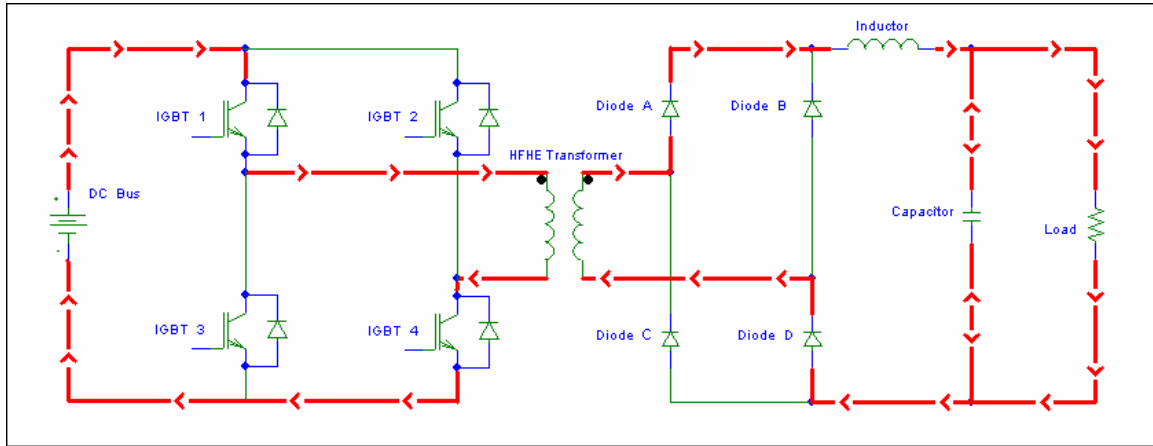 Inductor
IGBT 1
IGBT 2
Diode A
Diode B
HFHE Transformer
DC Bus
+
-
Capacitor
Load
IGBT 3
IGBT 4
Diode C
Diode D